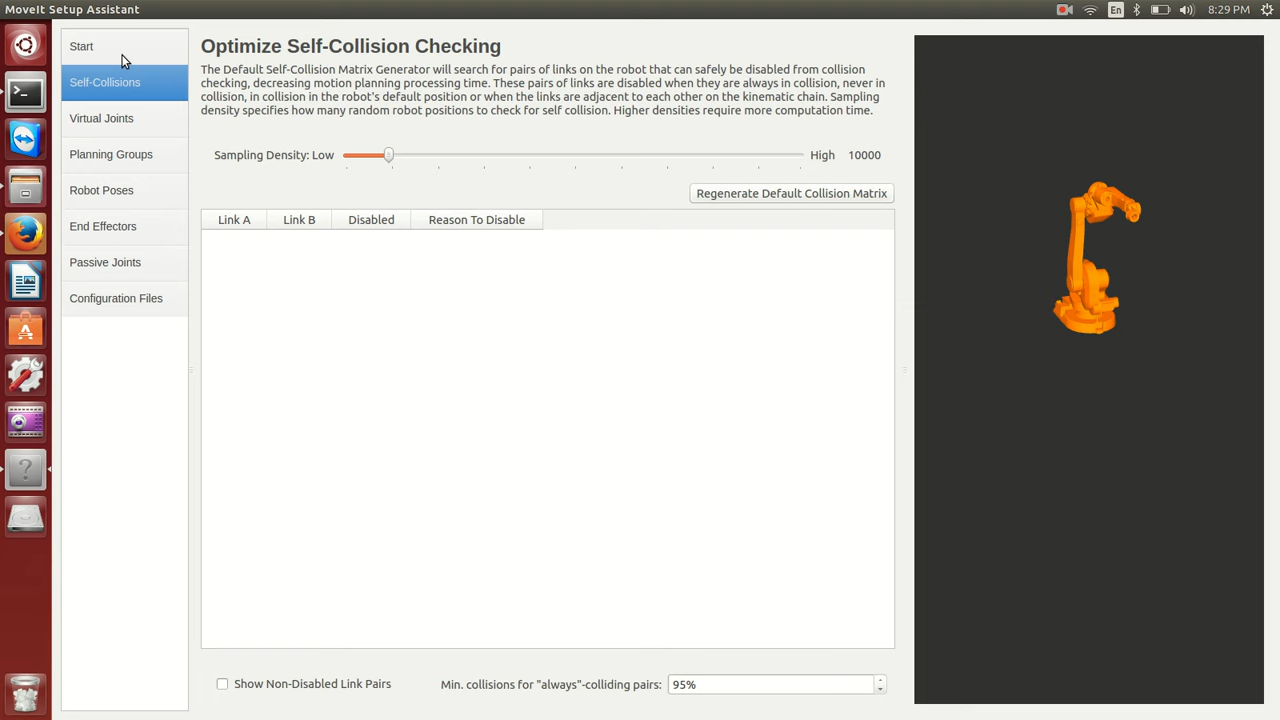 MoveIt Setup Assistant
En
8:29 PM
Start
Self-Collisions
Virtual Joints
Planning Groups
Robot Poses
End Effectors
Passive Joints
Configuration Files
Optimize Self-Collision Checking
The Default Self-Collision Matrix Generator will search for pairs of links on the robot that can safely be disabled from collision
checking, decreasing motion planning processing time. These pairs of links are disabled when they are always in collision, never in
collision, in collision in the robot's default position or when the links are adjacent to each other on the kinematic chain. Sampling
density specifies how many random robot positions to check for self collision. Higher densities require more computation time.
Sampling Density: Low
High 10000
Regenerate Default Collision Matrix
Link A Link B Disabled Reason To Disable
Show Non-Disabled Link Pairs
Min. collisions for "always"-colliding pairs: 95%